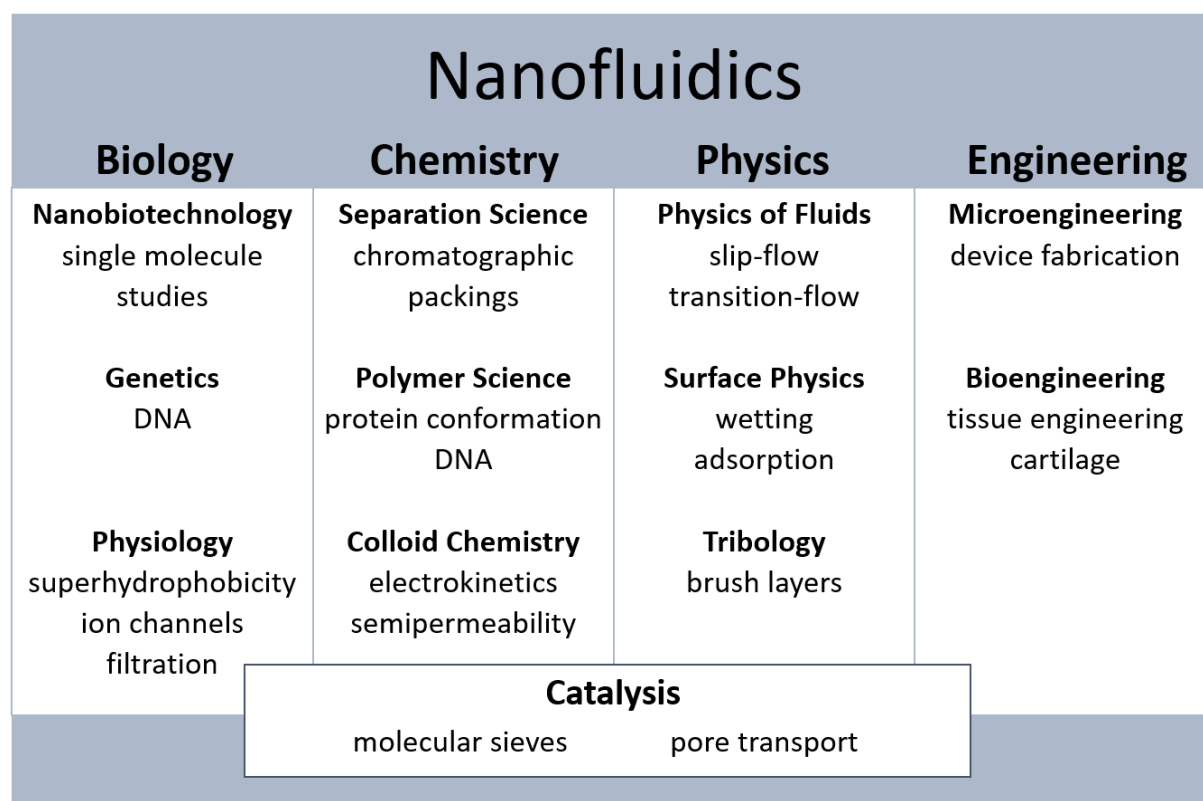 Nanofluidics
Biology
Nanobiotechnology
single molecule
studies
Genetics
DNA
Physiology
superhydrophobicity
ion channels
filtration
Chemistry
Separation Science
chromatographic
packings
Polymer Science
protein conformation
DNA
Colloid Chemistry
electrokinetics
semipermeability
Physics
Physics of Fluids
slip-flow
transition-flow
Surface Physics
wetting
adsorption
Tribology
brush layers
Engineering
Microengineering
device fabrication
Bioengineering
tissue engineering
cartilage
Catalysis
molecular sieves
pore transport